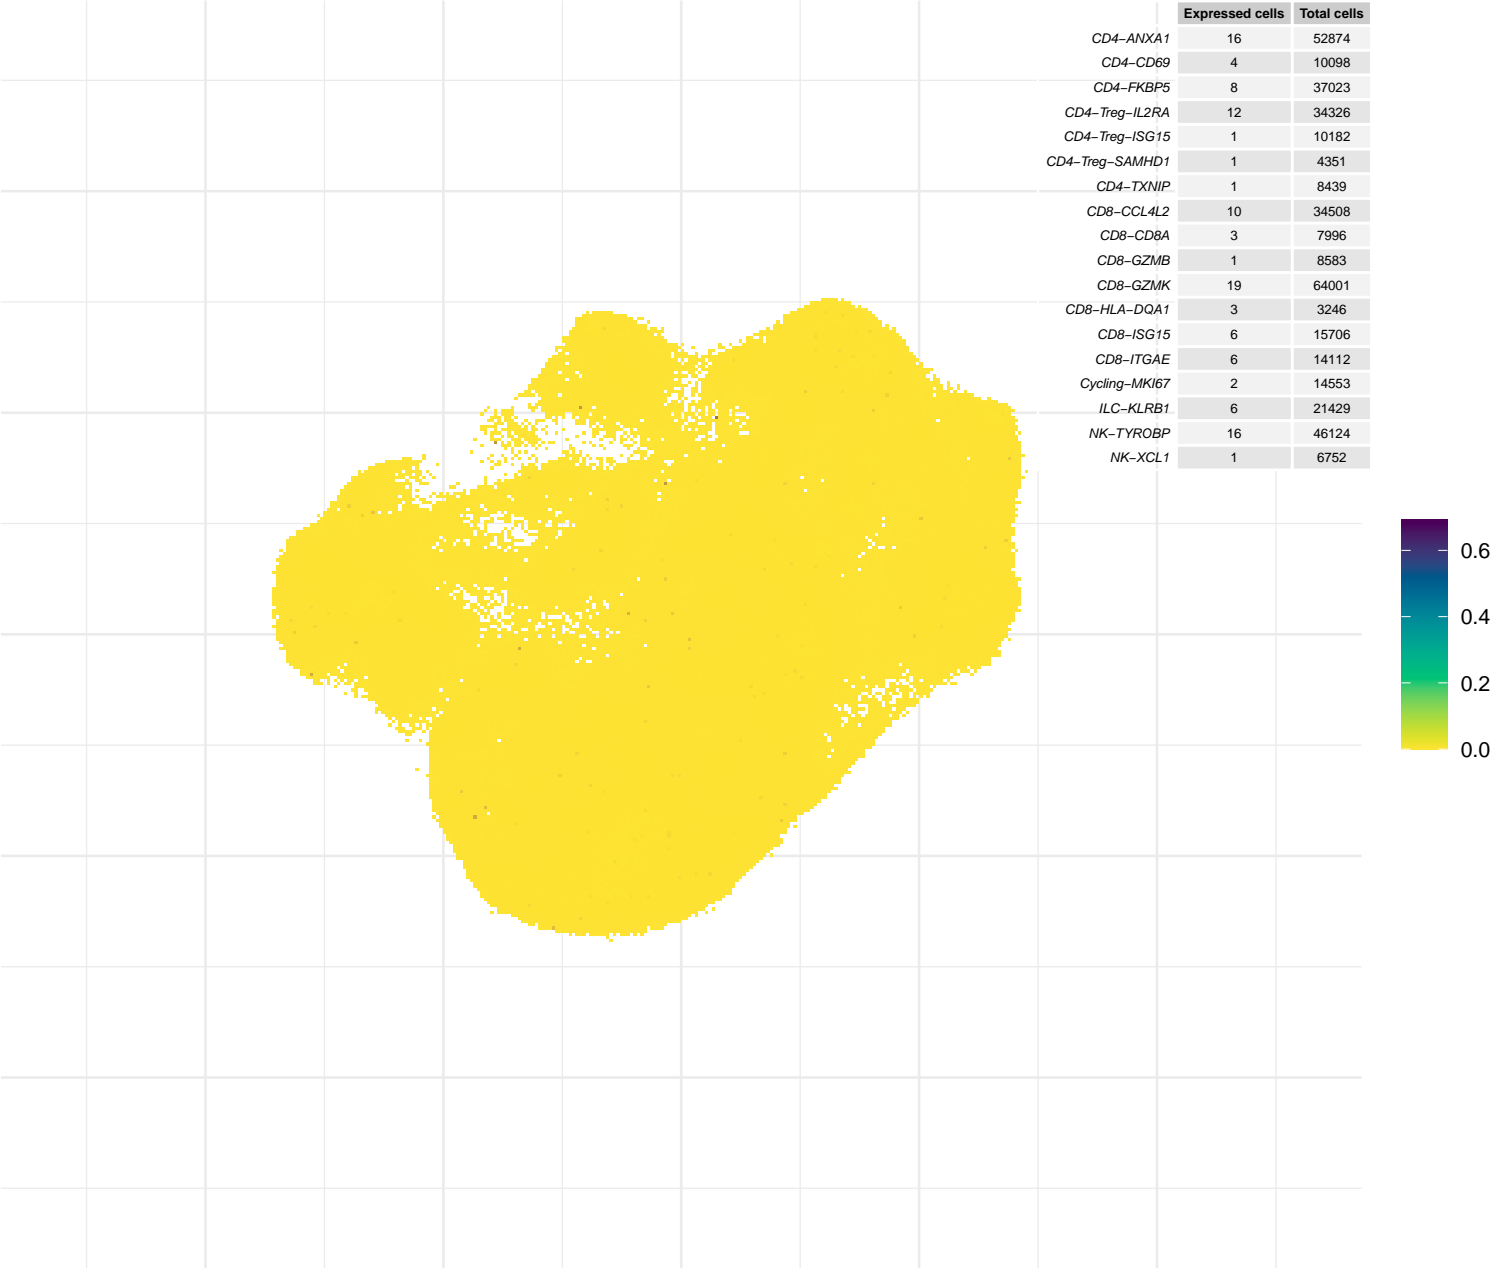 Expressed cells Total cells
CD4−ANXA1 16 52874
CD4−CD69 4 10098
CD4−FKBP5 8 37023
CD4−Treg−IL2RA 12 34326
CD4−Treg−ISG15 1 10182
CD4−Treg−SAMHD1 1 4351
CD4−TXNIP 1 8439
CD8−CCL4L2 10 34508
CD8−CD8A 3 7996
CD8−GZMB 1 8583
CD8−GZMK 19 64001
CD8−HLA−DQA1 3 3246
CD8−ISG15 6 15706
CD8−ITGAE 6 14112
Cycling−MKI67 2 14553
ILC−KLRB1 6 21429
NK−TYROBP 16 46124
NK−XCL1 1 6752
0.6
0.4
0.2
0.0